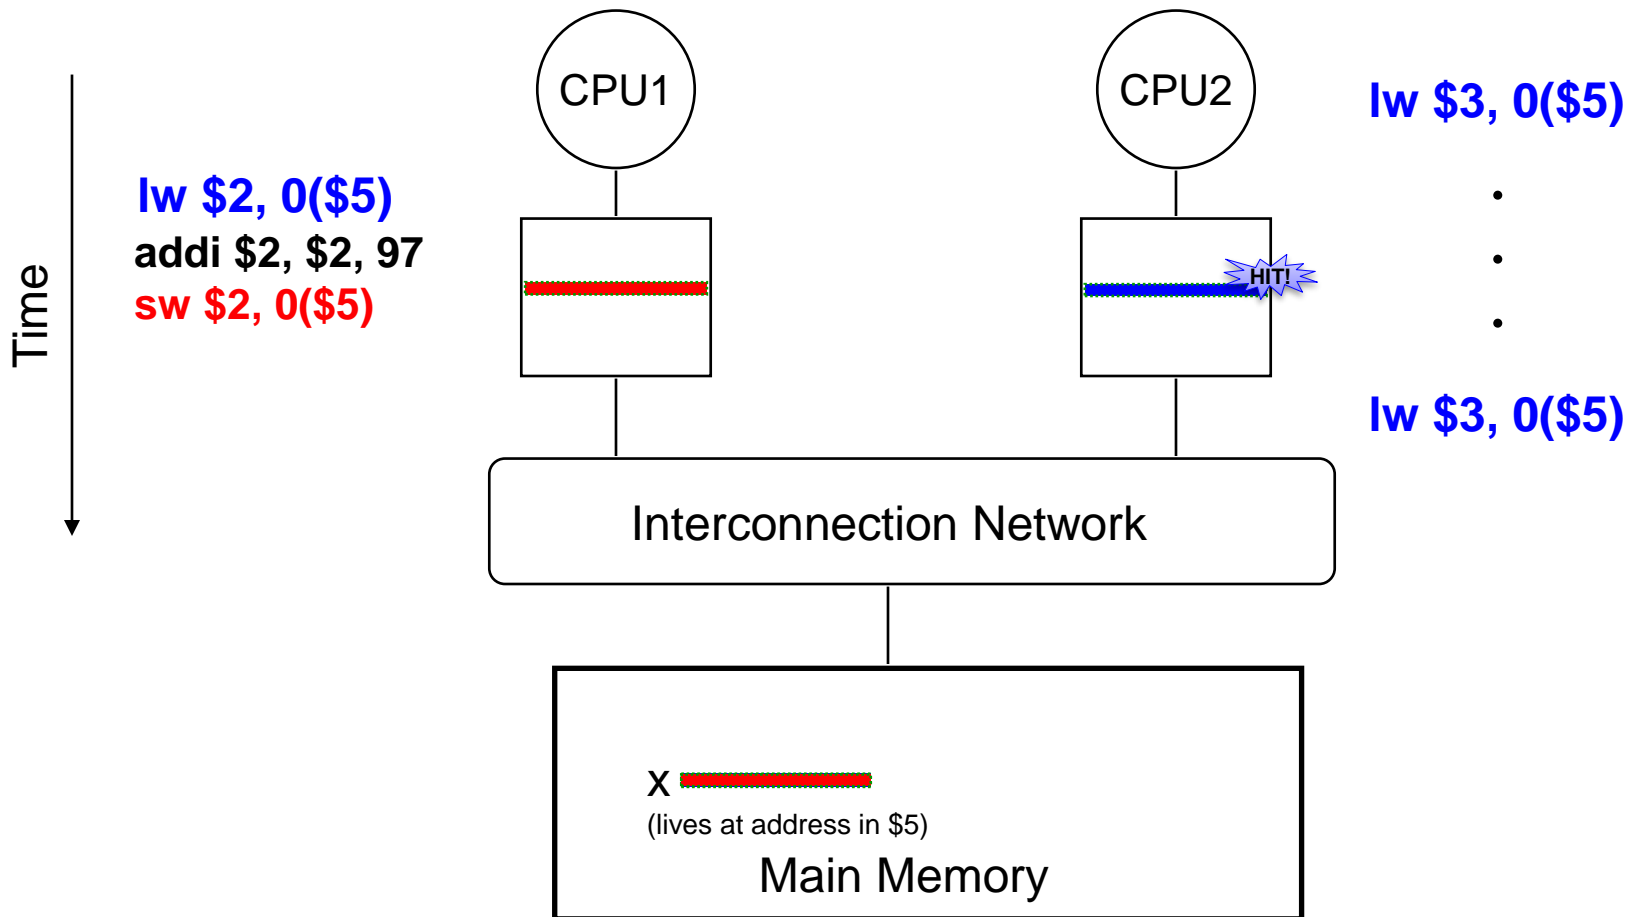 CPU1
CPU2
lw $3, 0($5)
lw $2, 0($5)
addi $2, $2, 97
sw $2, 0($5)
Time
HIT!
lw $3, 0($5)
Interconnection Network
x
(lives at address in $5)
Main Memory